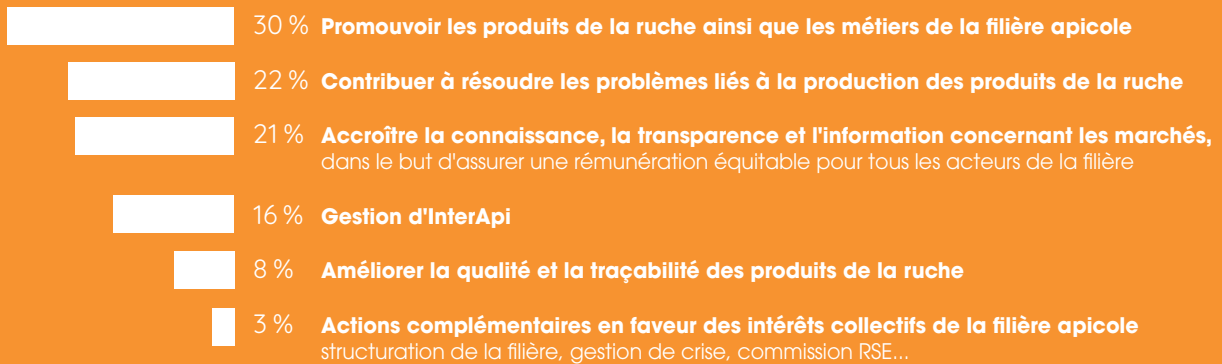 30 % Promouvoir les produits de la ruche ainsi que les métiers de la filière apicole
22 % Contribuer à résoudre les problèmes liés à la production des produits de la ruche
21 % Accroître la connaissance, la transparence et l'information concernant les marchés,
dans le but d'assurer une rémunération équitable pour tous les acteurs de la filière
16 % Gestion d'InterApi
8 % Améliorer la qualité et la traçabilité des produits de la ruche
3 % Actions complémentaires en faveur des intérêts collectifs de la filière apicole
structuration de la filière, gestion de crise, commission RSE...